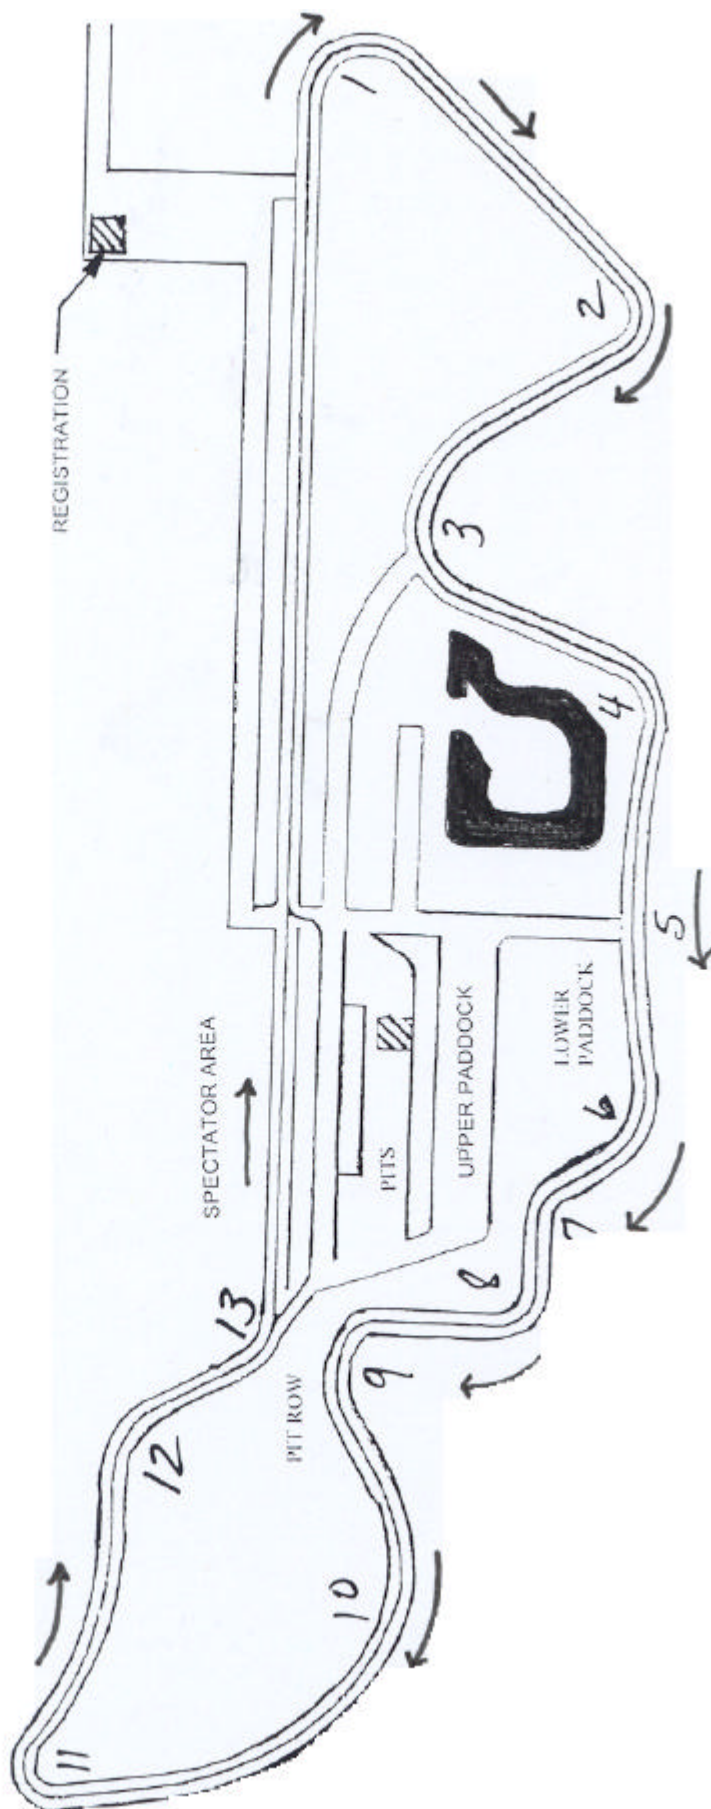 1
2
REGISTRATION
3
4
5
SPECTATOR AREA
UPPER PADDOCK
LOWER
PADDOCK
PITS
6
7
8
13
9
PIT ROW
12
10
11